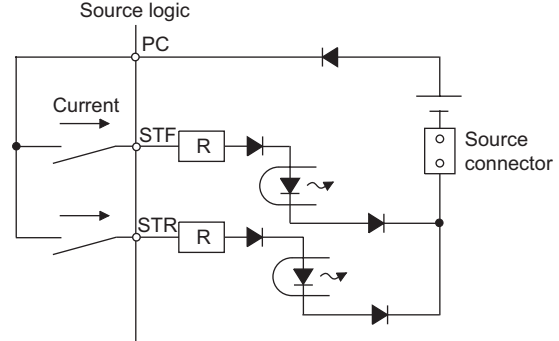 Source logic
PC
Current
STF
R
Source
connector
STR
R